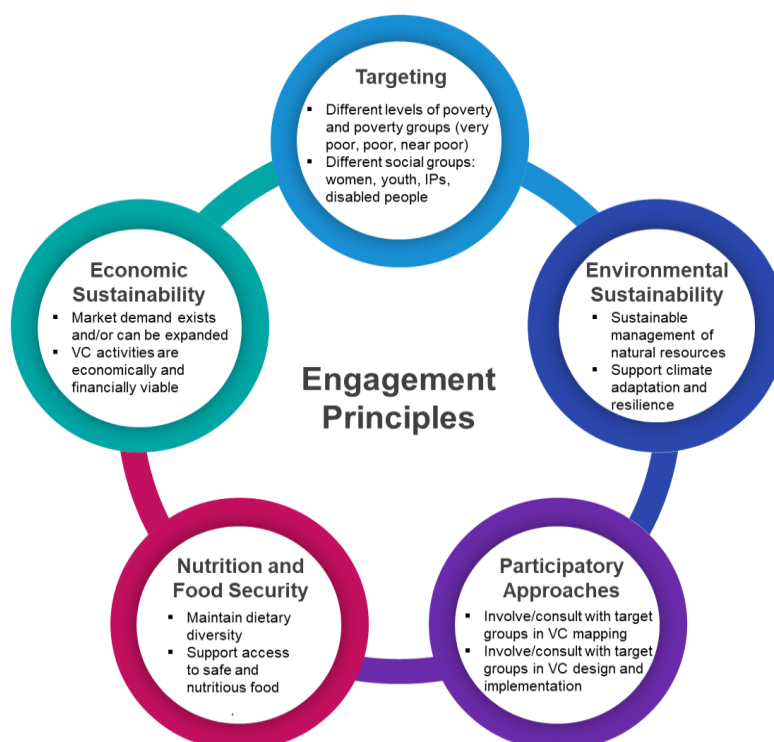 Targeting
▪ Different levels of poverty
and poverty groups (very
poor, poor, near poor)
▪ Different social groups:
women, youth, IPs,
disabled people
Economic
Sustainability
▪ Market demand exists
and/or can be expanded
▪ VC activities are
economically and
financially viable
Environmental
Sustainability
▪ Sustainable
management of
natural resources
▪ Support climate
adaptation and
resilience
Engagement
Principles
Nutrition and
Food Security
▪ Maintain dietary
diversity
▪ Support access
to safe and
nutritious food
.
Participatory
Approaches
▪ Involve/consult with target
groups in VC mapping
▪ Involve/consult with target
groups in VC design and
implementation